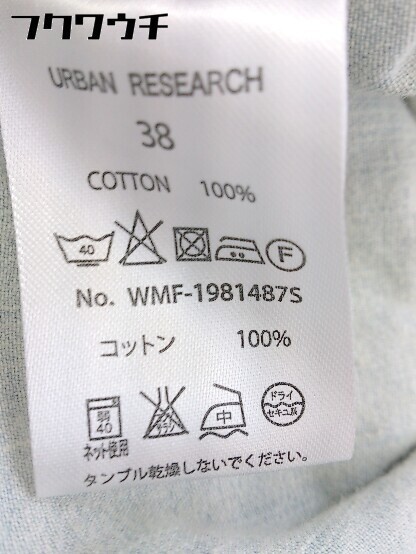 フクワウチ
URBAN RESEARCH
38
COTTON 100%
40
F
No. WMF-1981487S
コットン 100%
弱
40
中
ドライ
セキユ系
ネット使用
タンブル乾燥しないでください。